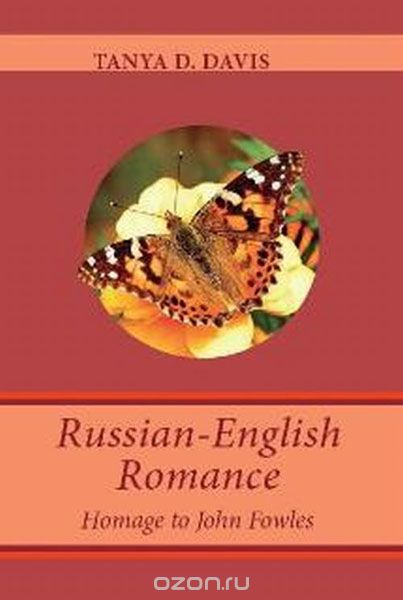 TANYA D. DAVIS
Russian-English
Romance
Homage to John Fowles
ozon.ru